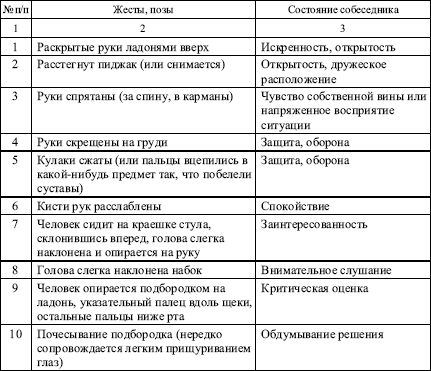 № п/п Жесты, позы Состояние собеседника
1 2 3
1 Раскрытые руки ладонями вверх Искренность, открытость
2 Расстегнут пиджак (или снимается) Открытость, дружеское
расположение
3 Руки спрятаны (за спину, в карманы) Чувство собственной вины или
напряженное восприятие
ситуации
4 Руки скрещены на груди Защита, оборона
5 Кулаки сжаты (или пальцы вцепились в Защита, оборона
какой-нибудь предмет так, что побелели
суставы)
6 Кисти рук расслаблены Спокойствие
7 Человек сидит на краешке стула, Заинтересованность
склонившись вперед, голова слегка
наклонена и опирается на руку
8 Голова слегка наклонена набок Внимательное слушание
9 Человек опирается подбородком на Критическая оценка
ладонь, указательный палец вдоль щеки,
остальные пальцы ниже рта
10 Почесывание подбородка (нередко Обдумывание решения
сопровождается легким прищуриванием
глаз)